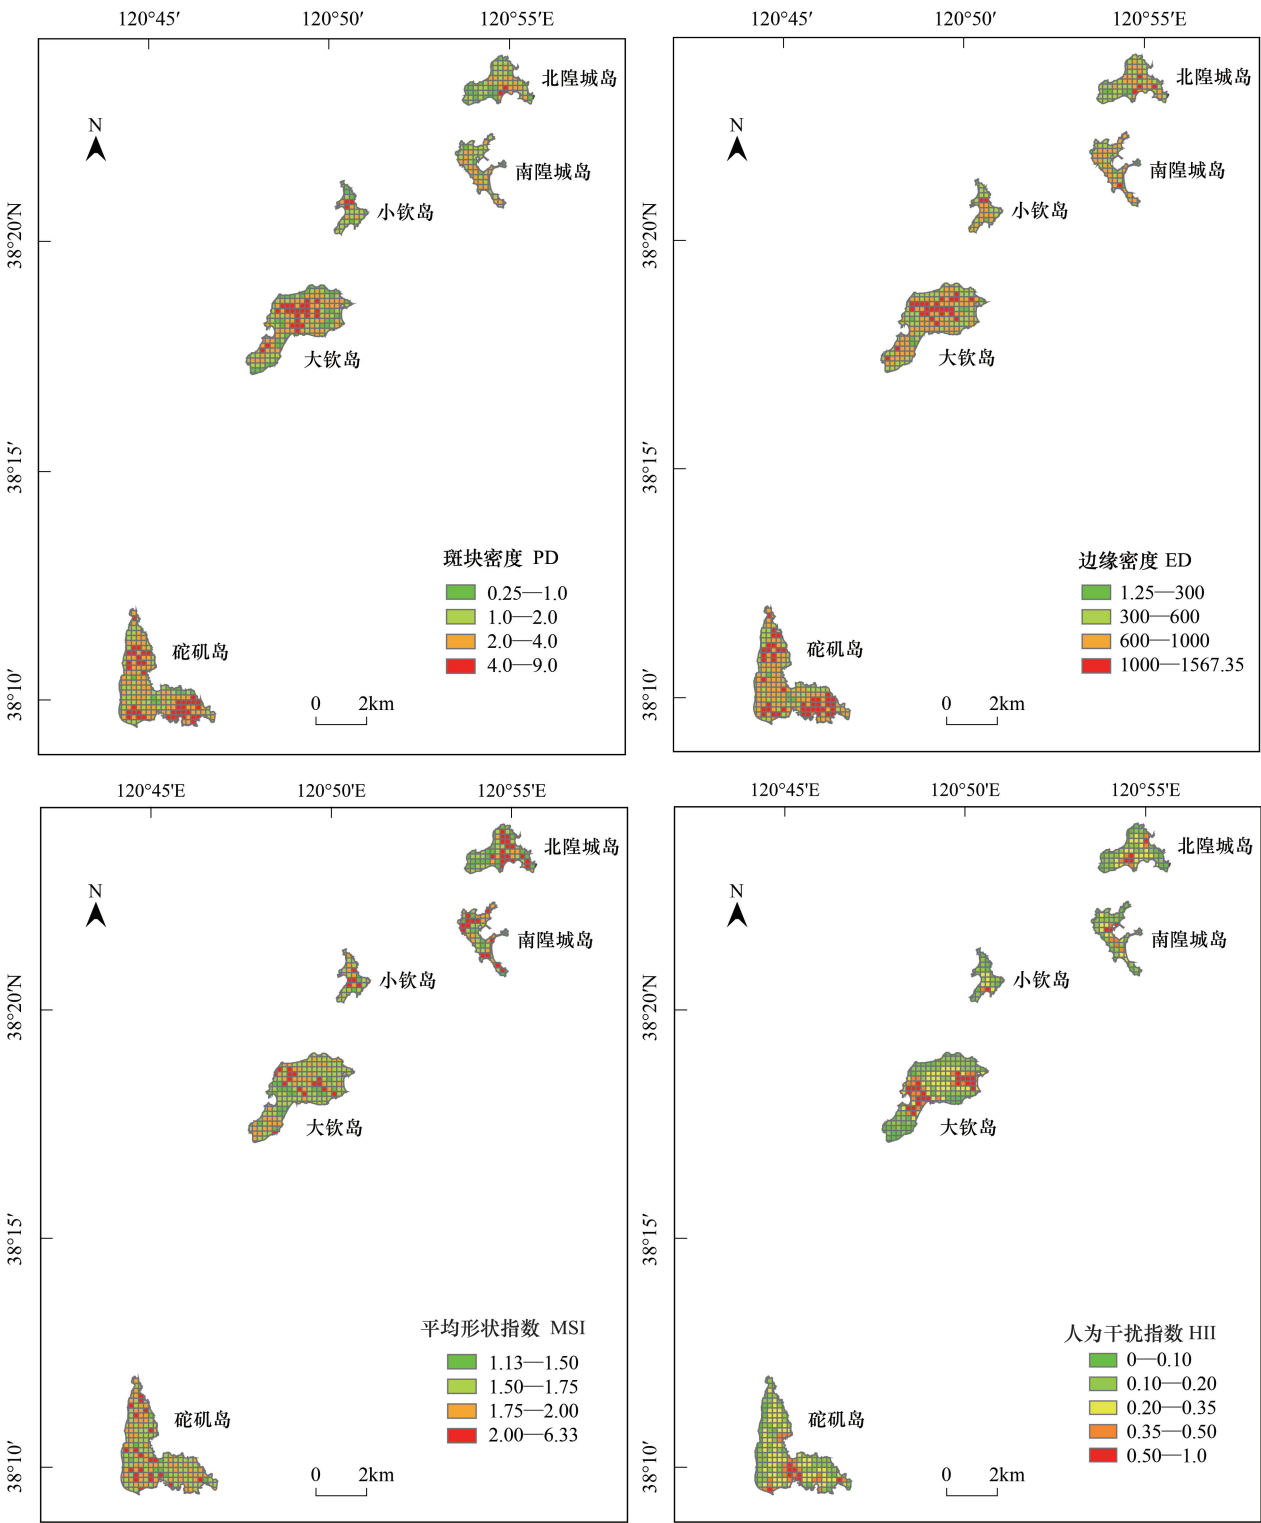 120°45′
120°50′
120°55′E
北隍城岛
N
南隍城岛
小钦岛
38°20′N
大钦岛
38°15′
斑块密度 PD
0.25—1.0
1.0—2.0
2.0—4.0
4.0—9.0
砣矶岛
38°10′
0 2km
120°45′
120°50′
120°55′E
北隍城岛
N
南隍城岛
小钦岛
38°20′N
大钦岛
38°15′
边缘密度 ED
1.25—300
300—600
600—1000
1000—1567.35
砣矶岛
38°10′
0 2km
120°45′E
120°50′E
120°55′E
北隍城岛
N
南隍城岛
小钦岛
38°20′N
大钦岛
38°15′
平均形状指数 MSI
1.13—1.50
1.50—1.75
1.75—2.00
2.00—6.33
砣矶岛
38°10′
0 2km
120°45′E
120°50′E
120°55′E
北隍城岛
N
南隍城岛
小钦岛
38°20′N
大钦岛
38°15′
人为干扰指数 HII
0—0.10
0.10—0.20
0.20—0.35
0.35—0.50
0.50—1.0
砣矶岛
38°10′
0 2km